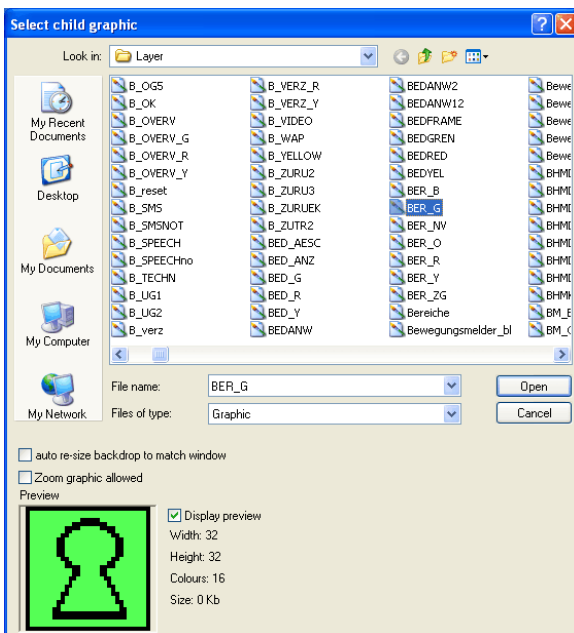 Select child graphic
Look in: Layer
My Recent Documents
Desktop
My Documents
My Computer
My Network
B_OG5
B_OK
B_OVERV
B_OVERV_G
B_OVERV_R
B_OVERV_Y
B_reset
B_SMS
B_SMSNOT
B_SPEECH
B_SPEECHno
B_TECHN
B_UG1
B_UG2
B_verz
B_VERZ_R
B_VERZ_Y
B_VIDEO
B_WAP
B_YELLOW
B_ZURU2
B_ZURU3
B_ZURUEK
B_ZUTR2
BED_AESC
BED_ANZ
BED_G
BED_R
BED_Y
BEDANW
BEDANW2
BEDANW12
BEDFRAME
BEDGREN
BEDRED
BEDYEL
BER_B
BER_G
BER_NV
BER_O
BER_R
BER_Y
BER_ZG
Bereiche
Bewegungsmelder_bl
File name: BER_G
Open
Files of type: Graphic
Cancel
auto re-size backdrop to match window
Zoom graphic allowed
Preview
Display preview
Width: 32
Height: 32
Colours: 16
Size: 0 Kb